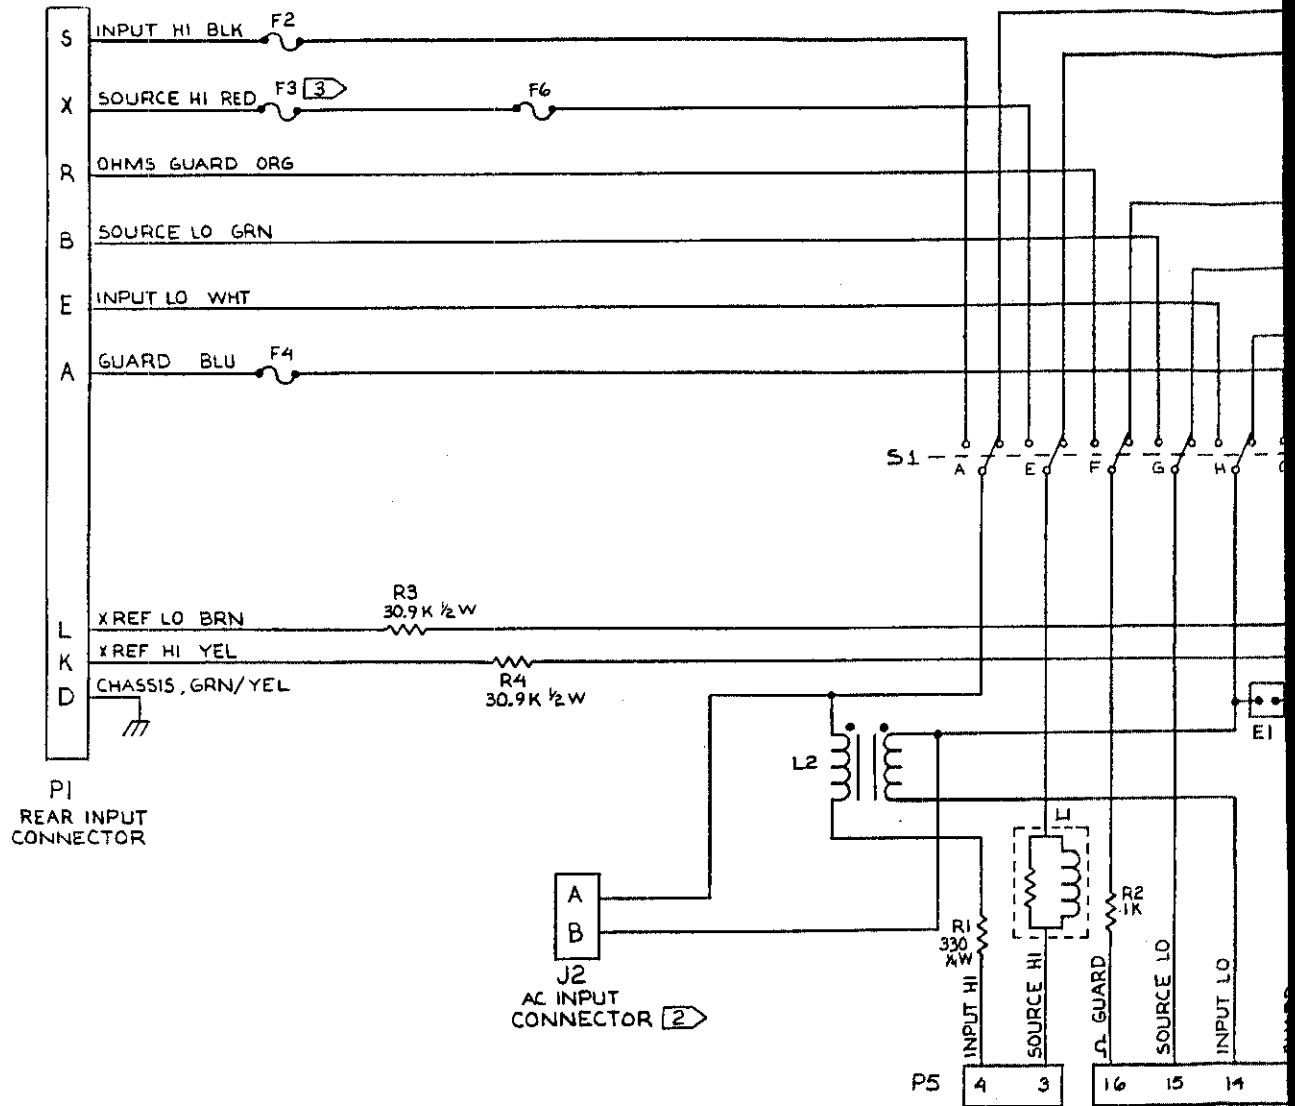 S INPUT HI BLK F2
X SOURCE HI RED F3 3 F6
R OHMS GUARD ORG
B SOURCE LO GRN
E INPUT LO WHT
A GUARD BLU F4
S1 A E F G H
L X REF LO BRN R3
30.9K ½W
K X REF HI YEL R4
30.9K ½W
D CHASSIS, GRN/YEL
E1
L2
P1
REAR INPUT
CONNECTOR
L1
A
B
J2
AC INPUT
CONNECTOR 2
R1
330
¼W
R2
1K
INPUT HI
SOURCE HI
Ω GUARD
SOURCE LO
INPUT LO
P5 4 3 16 15 14